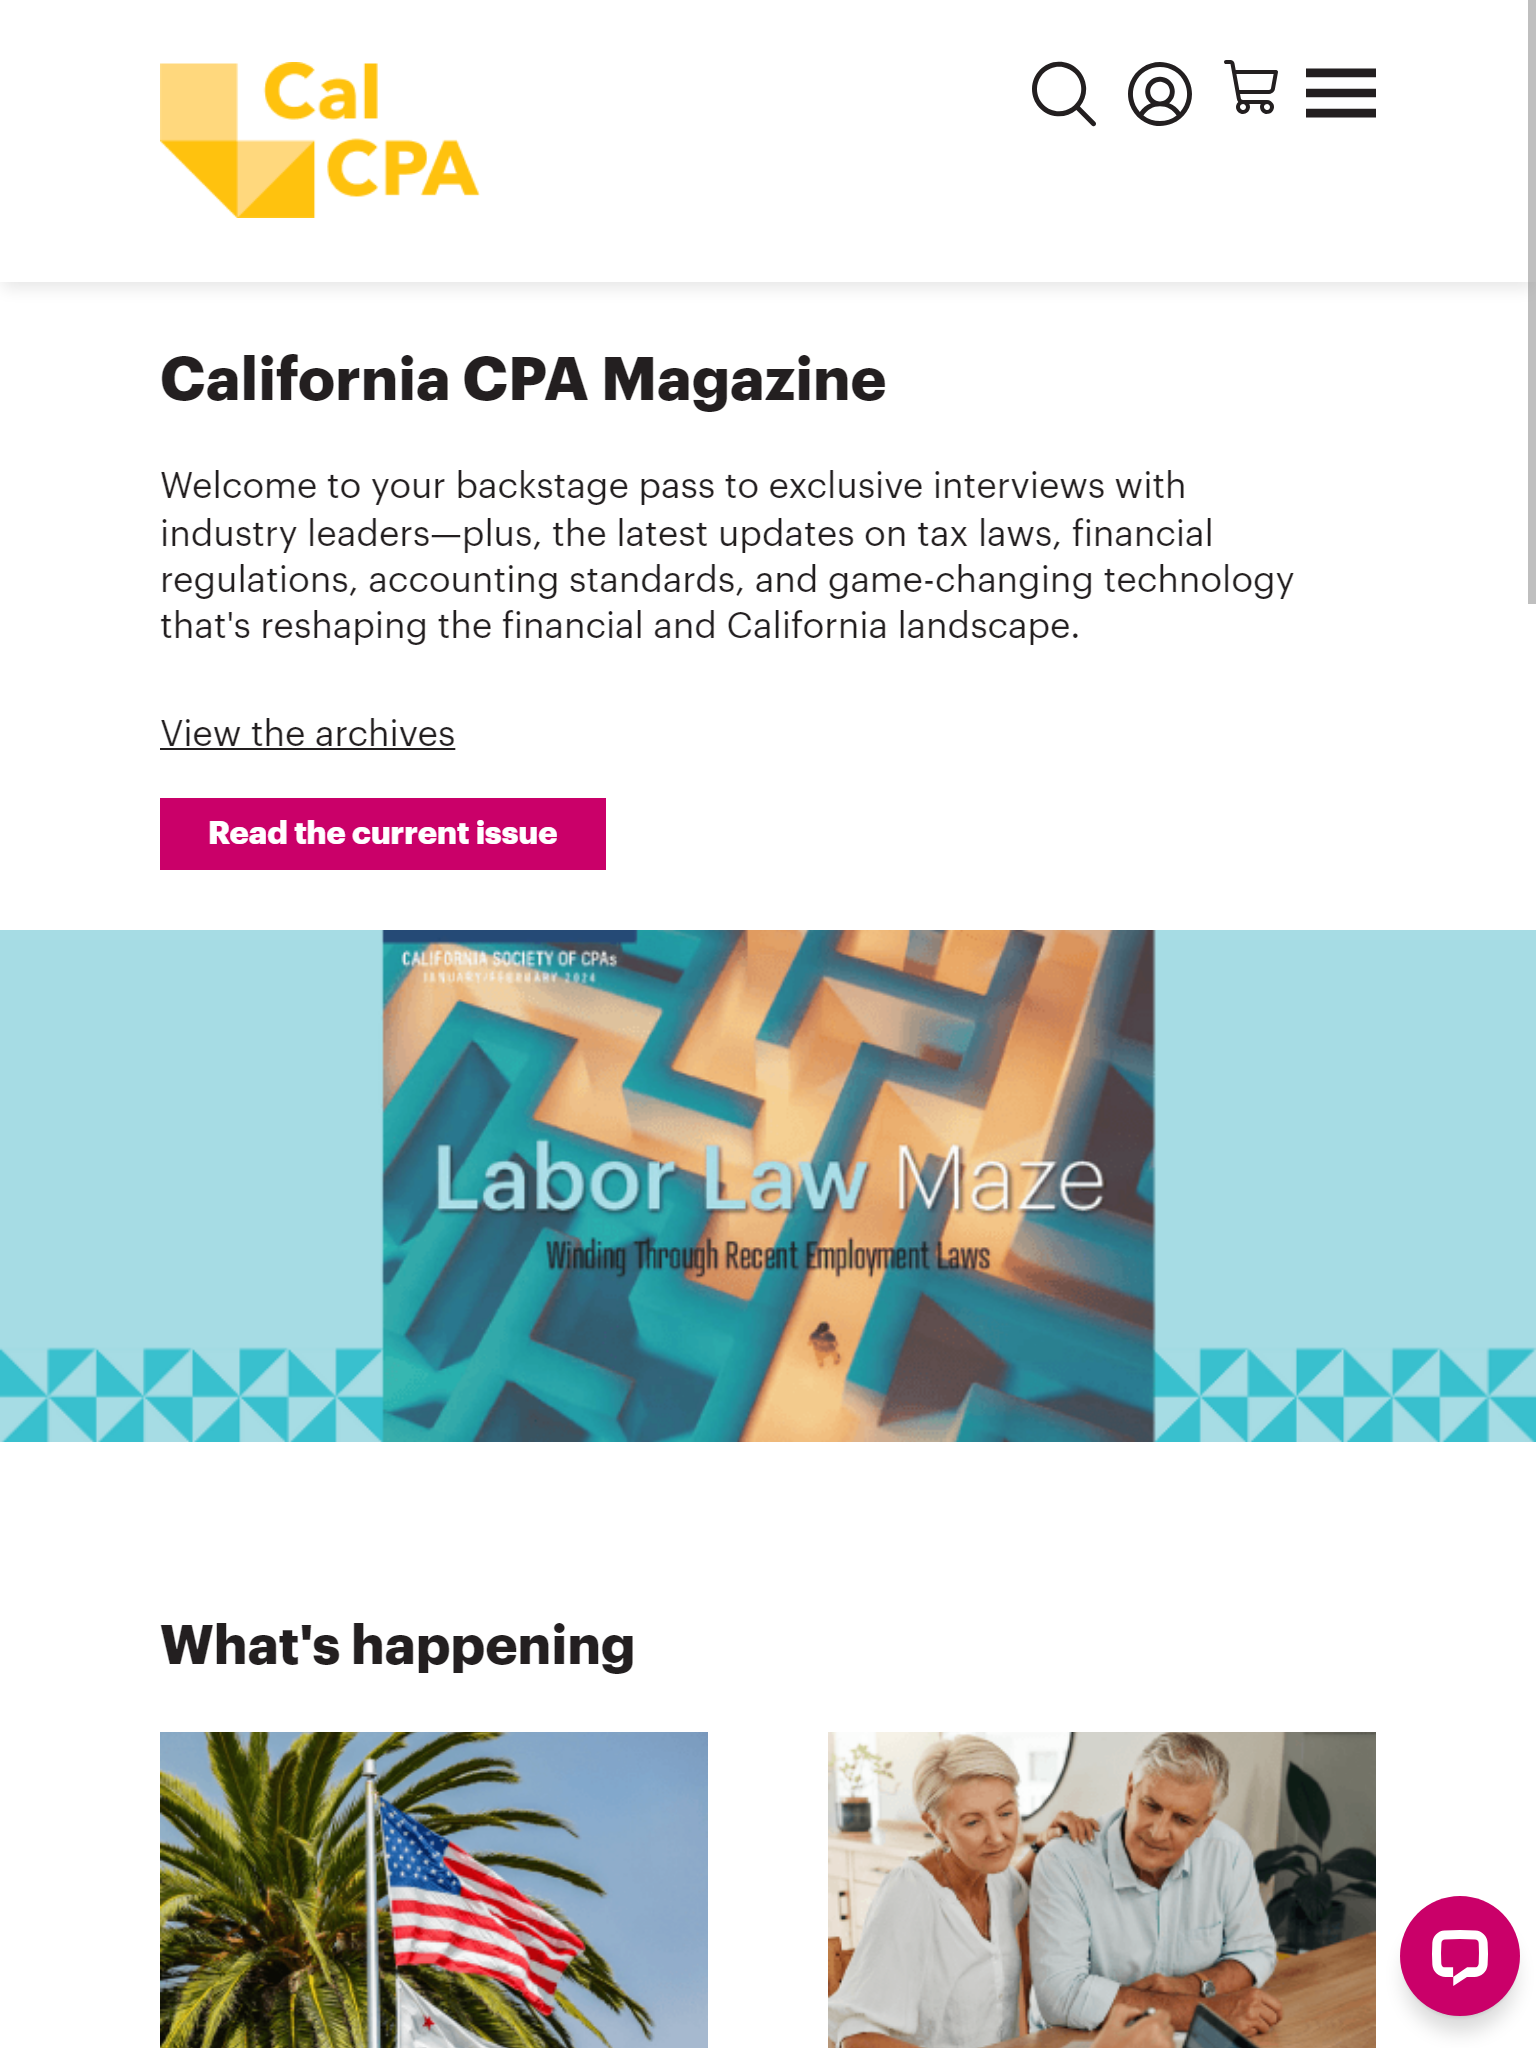 Cal
CPA
California CPA Magazine
Welcome to your backstage pass to exclusive interviews with
industry leaders—plus, the latest updates on tax laws, financial
regulations, accounting standards, and game-changing technology
that's reshaping the financial and California landscape.
View the archives
Read the current issue
CALIFORNIA SOCIETY OF CPAs
JANUARY/FEBRUARY 2024
Labor Law Maze
Winding Through Recent Employment Laws
What's happening